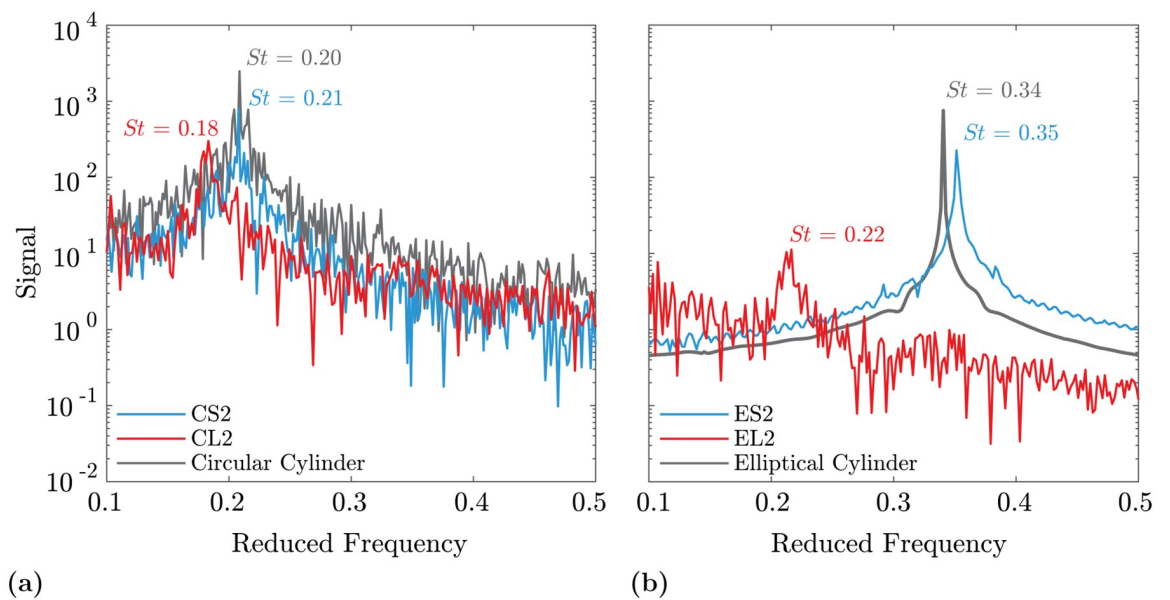 10^4
10^3
10^2
10^1
10^0
10^-1
10^-2
Signal
St = 0.20
St = 0.21
St = 0.18
CS2
CL2
Circular Cylinder
0.1 0.2 0.3 0.4 0.5
Reduced Frequency
(a)
St = 0.34
St = 0.35
St = 0.22
ES2
EL2
Elliptical Cylinder
0.1 0.2 0.3 0.4 0.5
Reduced Frequency
(b)